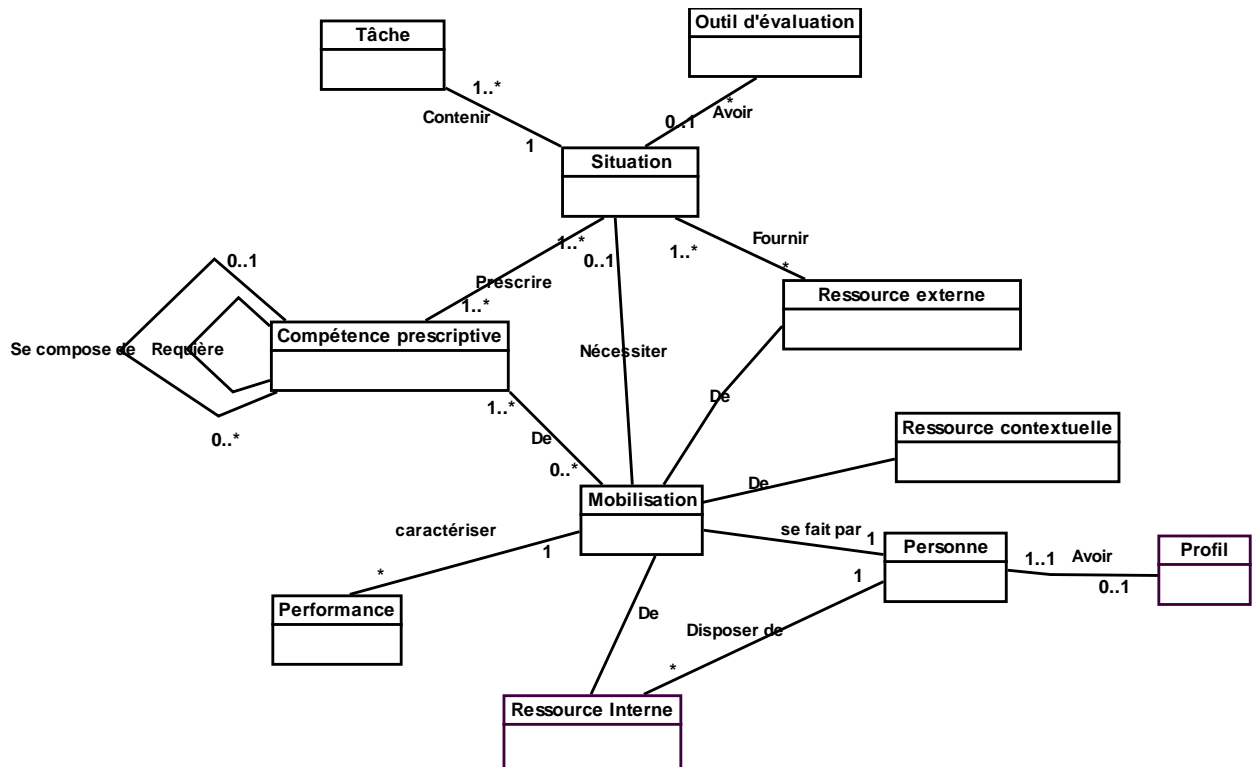 Outil d'évaluation
Tâche
1..*
*
Contenir
0..1
Avoir
1
Situation
1..*
0..1
1..*
Fournir
*
0..1
Prescrire
1..*
Ressource externe
Compétence prescriptive
Se compose de
Requière
Nécessiter
De
1..*
0..*
De
0..*
Ressource contextuelle
De
Mobilisation
caractériser
1
se fait par
1
Personne
1..1
Avoir
0..1
Profil
*
1
Performance
De
Disposer de
*
Ressource Interne